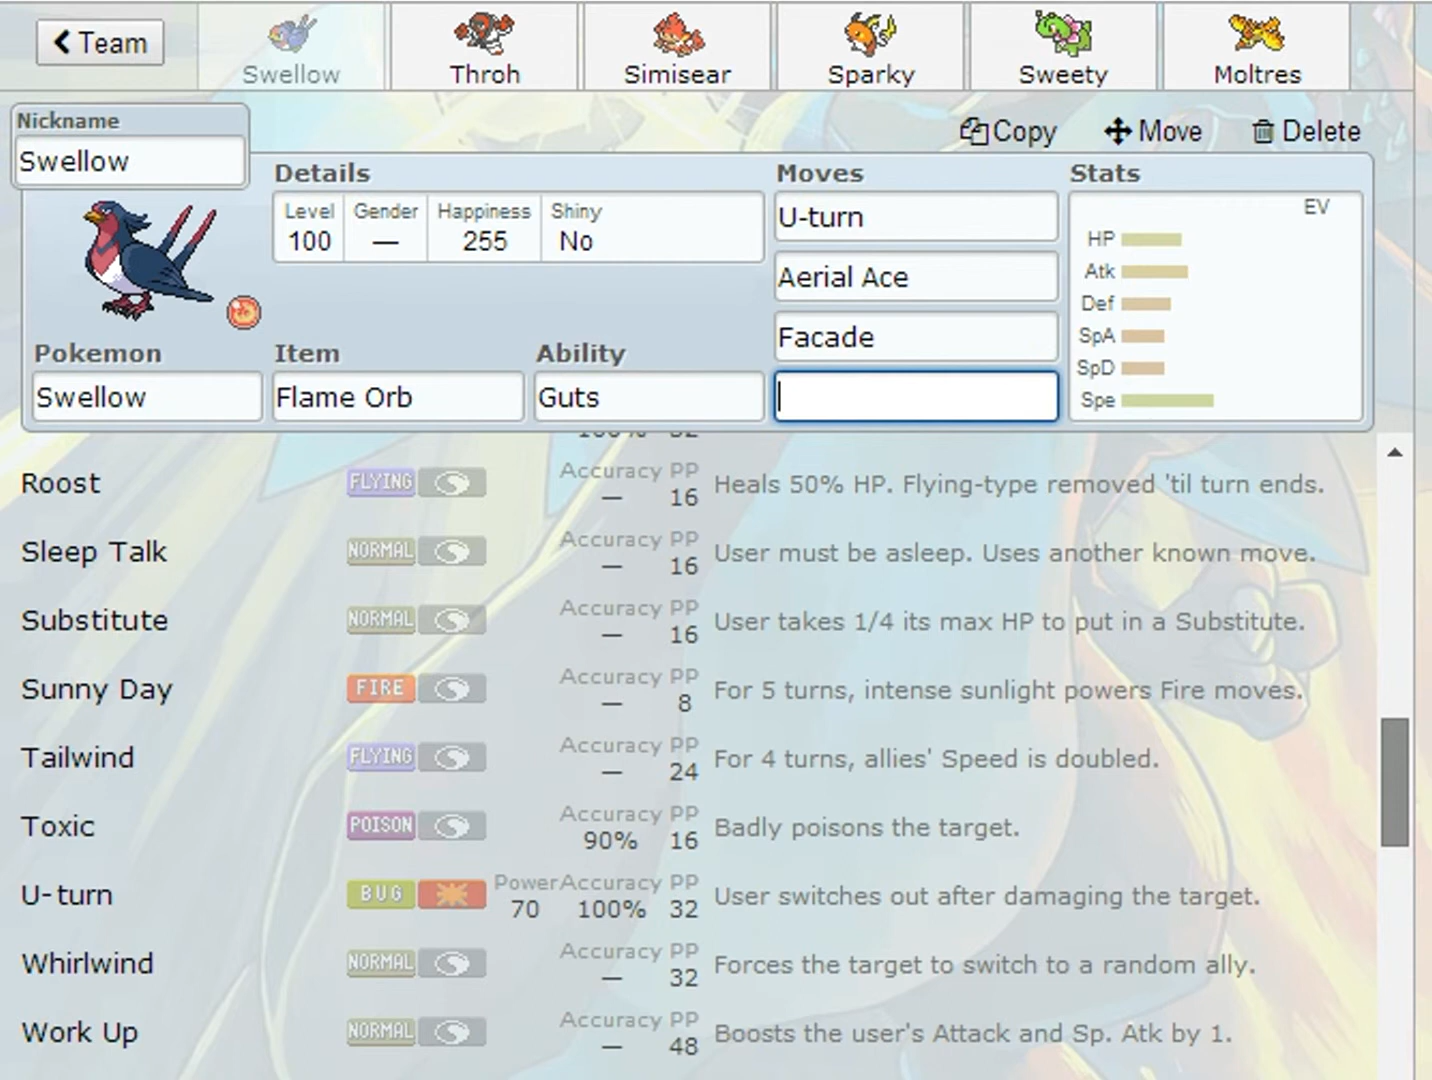 Team
Swellow
Throh
Simisear
Sparky
Sweety
Moltres
Copy
Move
Delete
Nickname
Swellow
Details
Level Gender Happiness Shiny
100 — 255 No
Pokemon
Swellow
Item
Flame Orb
Ability
Guts
Moves
U-turn
Aerial Ace
Facade
Stats
EV
HP
Atk
Def
SpA
SpD
Spe
Accuracy PP
Roost FLYING — 16 Heals 50% HP. Flying-type removed 'til turn ends.
Accuracy PP
Sleep Talk NORMAL — 16 User must be asleep. Uses another known move.
Accuracy PP
Substitute NORMAL — 16 User takes 1/4 its max HP to put in a Substitute.
Accuracy PP
Sunny Day FIRE — 8 For 5 turns, intense sunlight powers Fire moves.
Accuracy PP
Tailwind FLYING — 24 For 4 turns, allies' Speed is doubled.
Accuracy PP
Toxic POISON 90% 16 Badly poisons the target.
Power Accuracy PP
U-turn BUG 70 100% 32 User switches out after damaging the target.
Accuracy PP
Whirlwind NORMAL — 32 Forces the target to switch to a random ally.
Accuracy PP
Work Up NORMAL — 48 Boosts the user's Attack and Sp. Atk by 1.